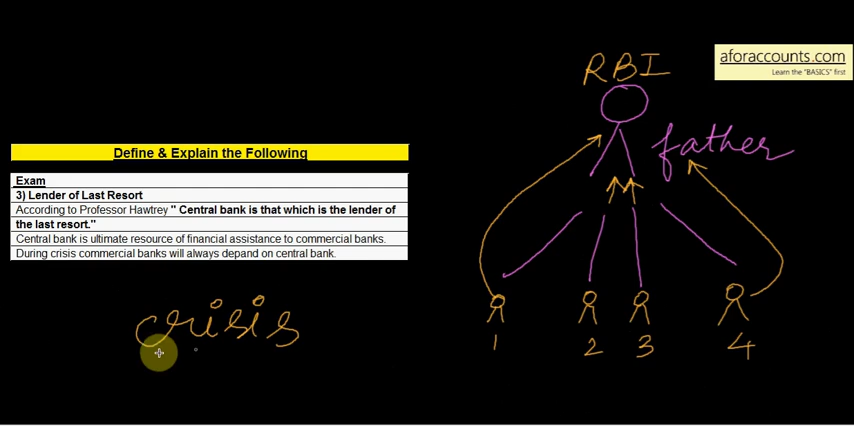 RBI
aforaccounts.com
Learn the "BASICS" first
father
Define & Explain the Following
Exam
3) Lender of Last Resort
According to Professor Hawtrey " Central bank is that which is the lender of
the last resort."
Central bank is ultimate resource of financial assistance to commercial banks.
During crisis commercial banks will always depand on central bank.
crisis
1 2 3 4